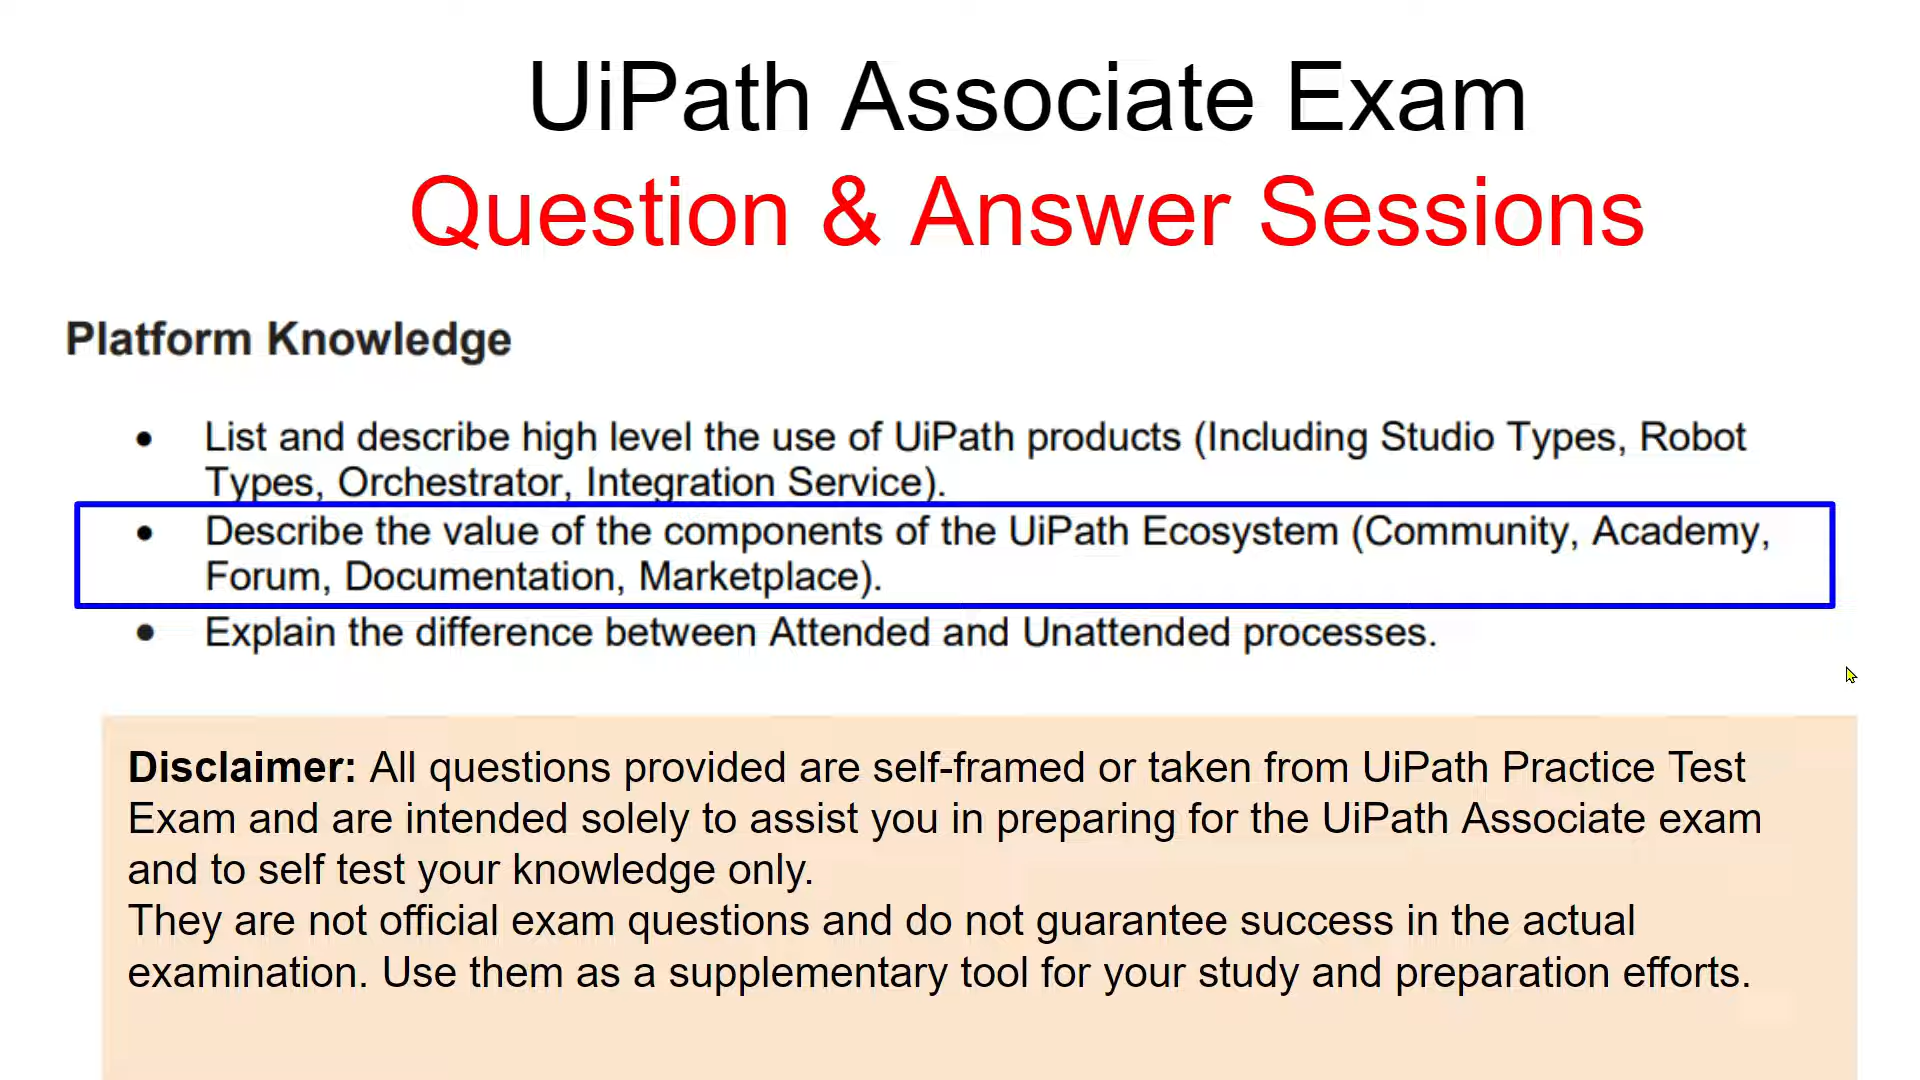 UiPath Associate Exam
Question & Answer Sessions
Platform Knowledge
• List and describe high level the use of UiPath products (Including Studio Types, Robot
Types, Orchestrator, Integration Service).
• Describe the value of the components of the UiPath Ecosystem (Community, Academy,
Forum, Documentation, Marketplace).
• Explain the difference between Attended and Unattended processes.
Disclaimer: All questions provided are self-framed or taken from UiPath Practice Test
Exam and are intended solely to assist you in preparing for the UiPath Associate exam
and to self test your knowledge only.
They are not official exam questions and do not guarantee success in the actual
examination. Use them as a supplementary tool for your study and preparation efforts.